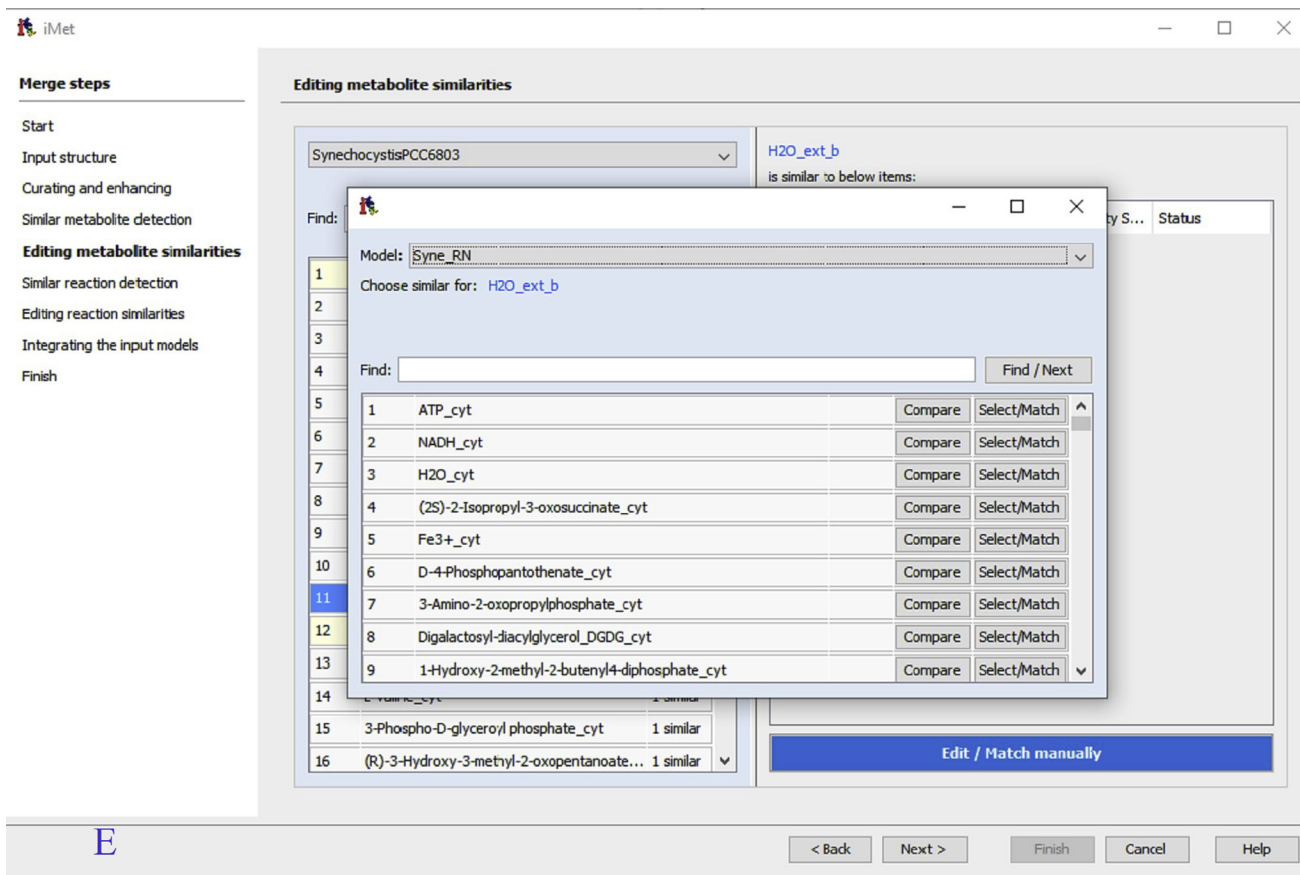 iMet
Merge steps
Start
Input structure
Curating and enhancing
Similar metabolite detection
Editing metabolite similarities
Similar reaction detection
Editing reaction similarities
Integrating the input models
Finish
Editing metabolite similarities
SynechocystisPCC6803
Find:
1
2
3
4
5
6
7
8
9
10
11
12
13
14 1 similar
15 3-Phospho-D-glyceroyl phosphate_cyt 1 similar
16 (R)-3-Hydroxy-3-methyl-2-oxopentanoate... 1 similar
H2O_ext_b
is similar to below items:
ty S... Status
Model: Syne_RN
Choose similar for: H2O_ext_b
Find: Find / Next
1 ATP_cyt Compare Select/Match
2 NADH_cyt Compare Select/Match
3 H2O_cyt Compare Select/Match
4 (2S)-2-Isopropyl-3-oxosuccinate_cyt Compare Select/Match
5 Fe3+_cyt Compare Select/Match
6 D-4-Phosphopantothenate_cyt Compare Select/Match
7 3-Amino-2-oxopropylphosphate_cyt Compare Select/Match
8 Digalactosyl-diacylglycerol_DGDG_cyt Compare Select/Match
9 1-Hydroxy-2-methyl-2-butenyl4-diphosphate_cyt Compare Select/Match
Edit / Match manually
E
< Back Next > Finish Cancel Help